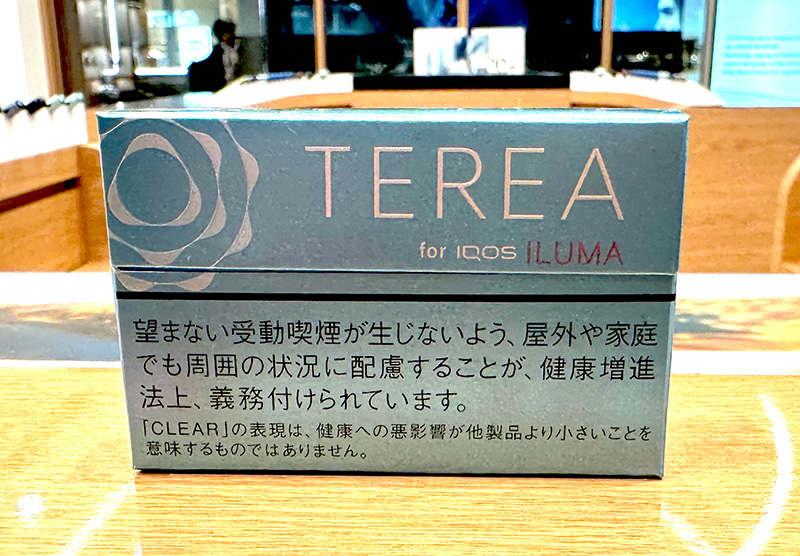 TEREA
for IQOS ILUMA
望まない受動喫煙が生じないよう、屋外や家庭
でも周囲の状況に配慮することが、健康増進
法上、義務付けられています。
「CLEAR」の表現は、健康への悪影響が他製品より小さいことを
意味するものではありません。